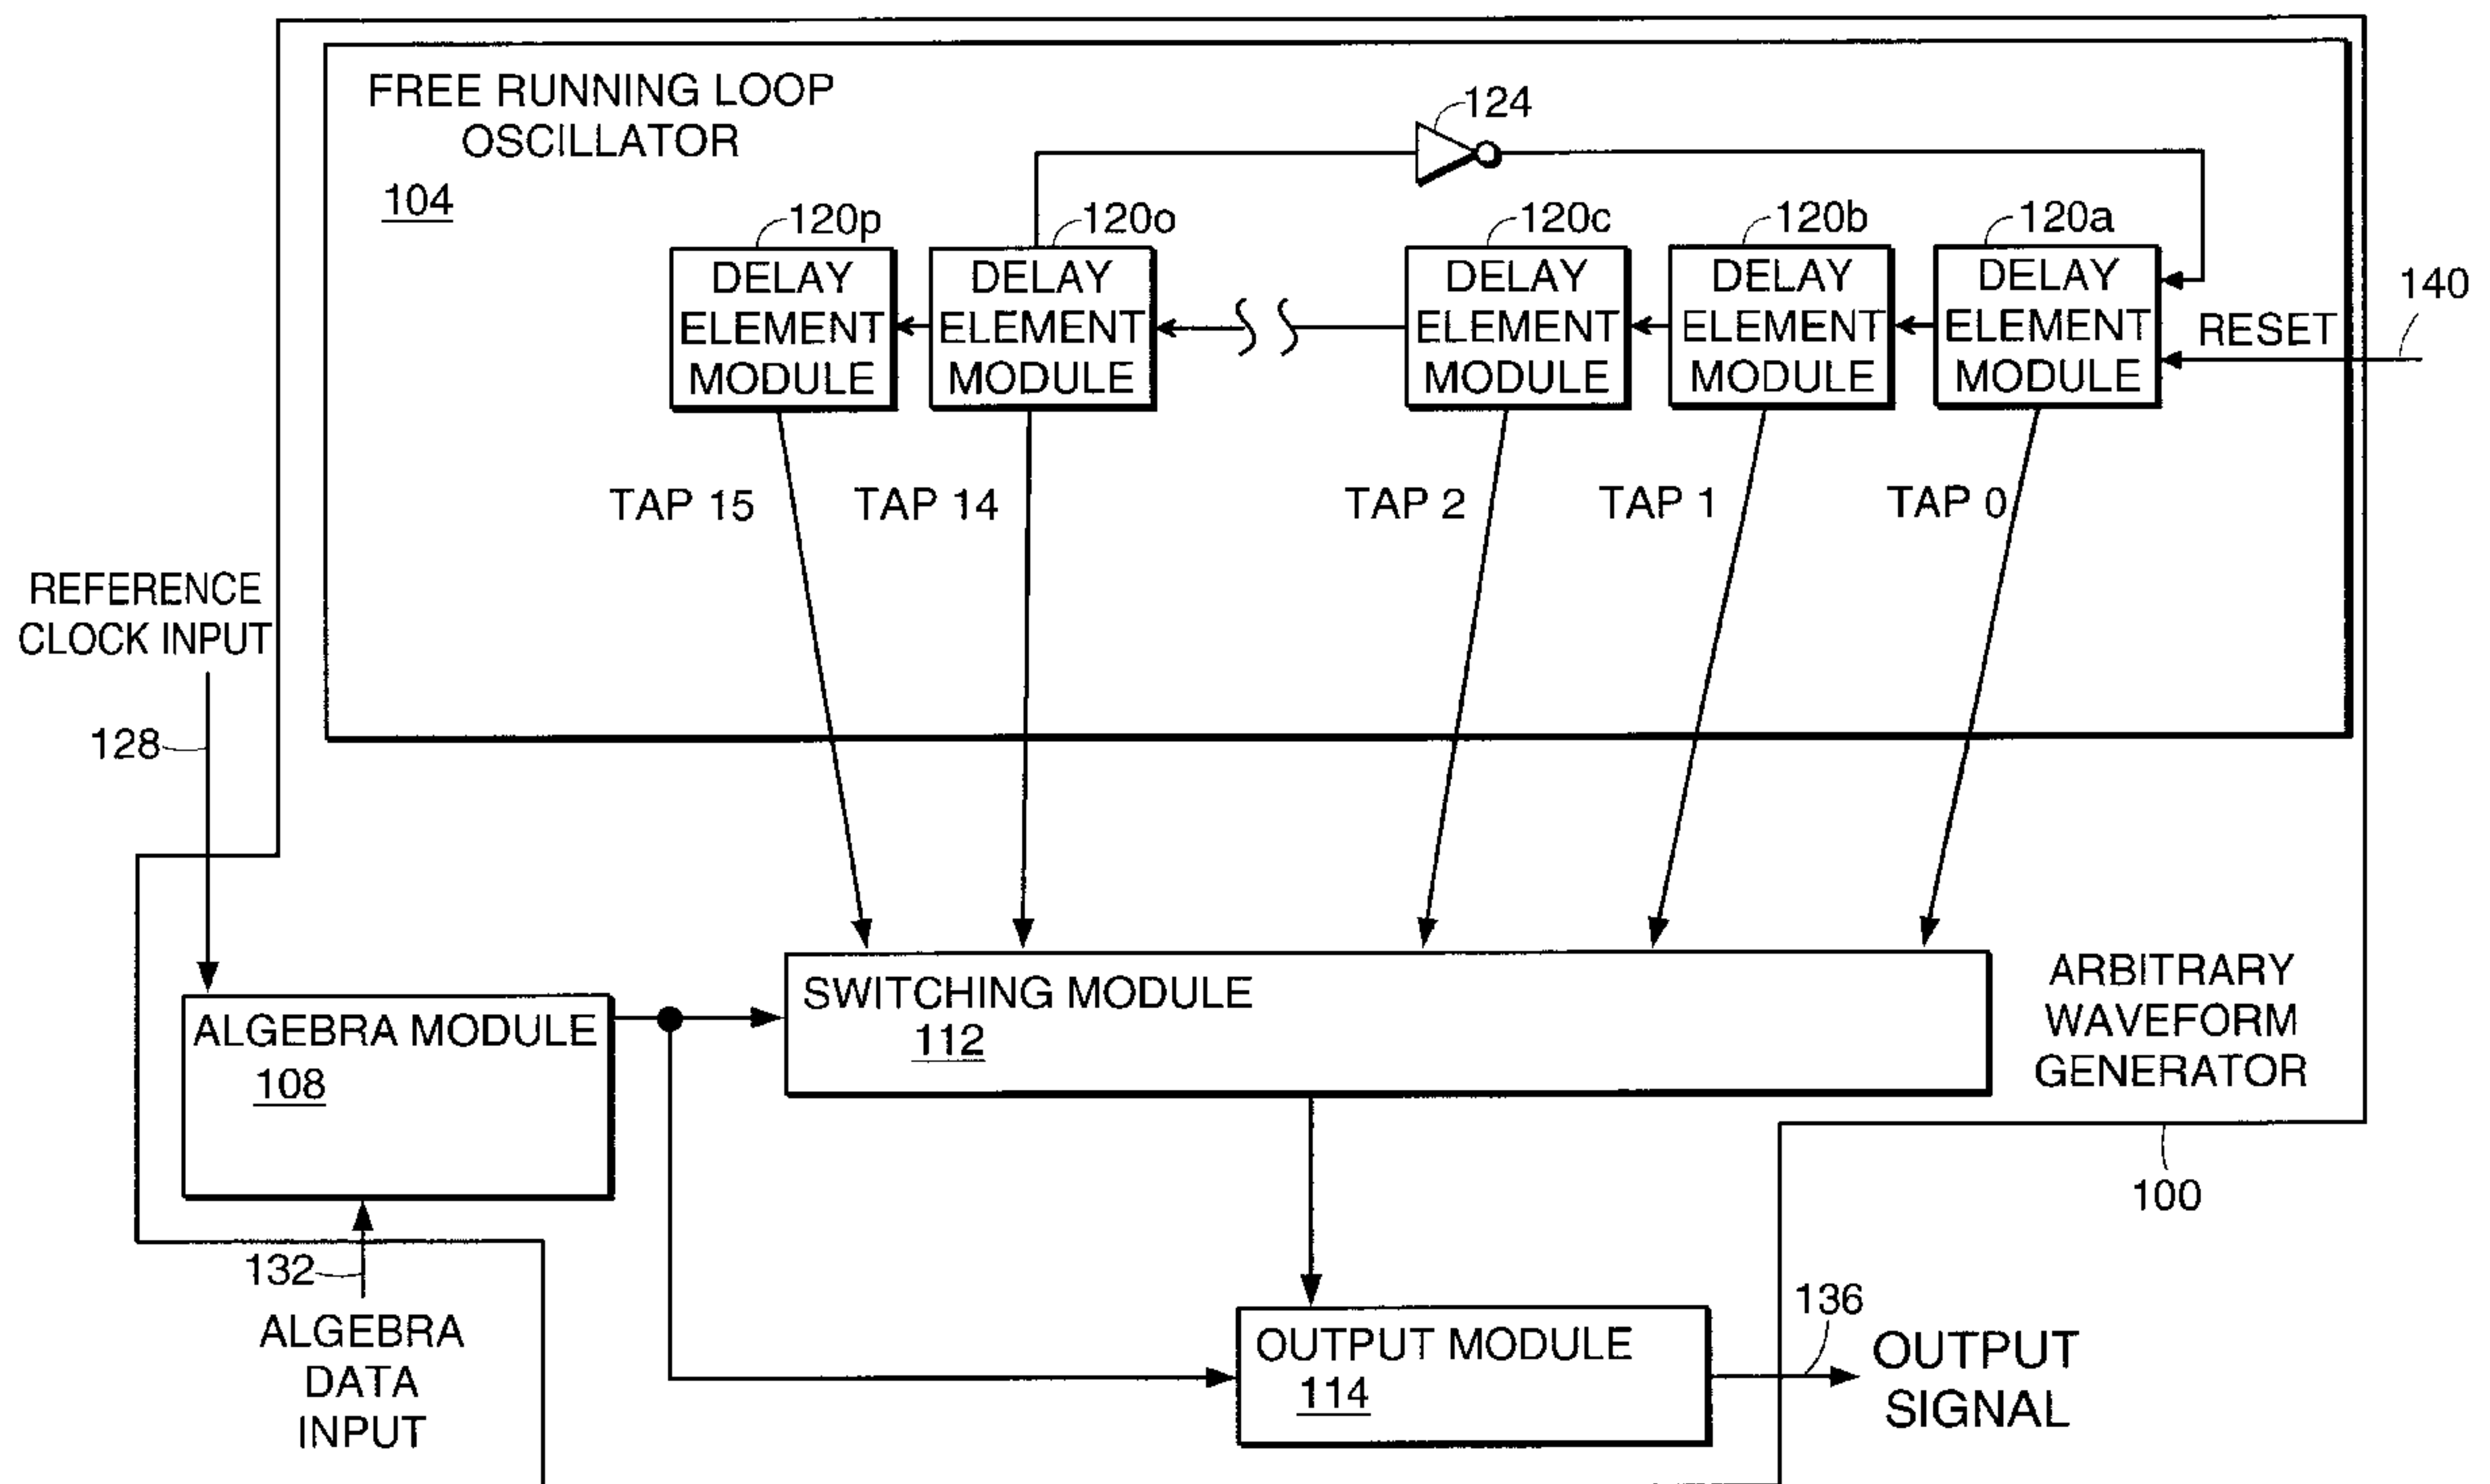 FREE RUNNING LOOP
OSCILLATOR
104
124
120p
120o
120c
120b
120a
DELAY
ELEMENT
MODULE
DELAY
ELEMENT
MODULE
DELAY
ELEMENT
MODULE
DELAY
ELEMENT
MODULE
DELAY
ELEMENT
MODULE
RESET
140
TAP 15
TAP 14
TAP 2
TAP 1
TAP 0
REFERENCE
CLOCK INPUT
128
ALGEBRA MODULE
108
SWITCHING MODULE
112
ARBITRARY
WAVEFORM
GENERATOR
100
132
ALGEBRA
DATA
INPUT
OUTPUT MODULE
114
136
OUTPUT
SIGNAL